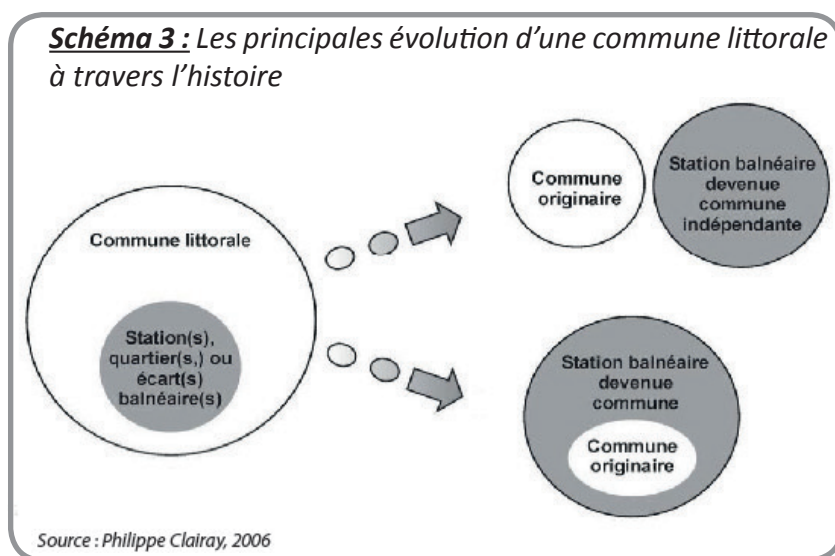 Schéma 3 : Les principales évolution d'une commune littorale
à travers l'histoire
Commune littorale
Station(s),
quartier(s,) ou
écart(s)
balnéaire(s)
Commune
originaire
Station balnéaire
devenue
commune
indépendante
Station balnéaire
devenue
commune
Commune
originaire
Source : Philippe Clairay, 2006